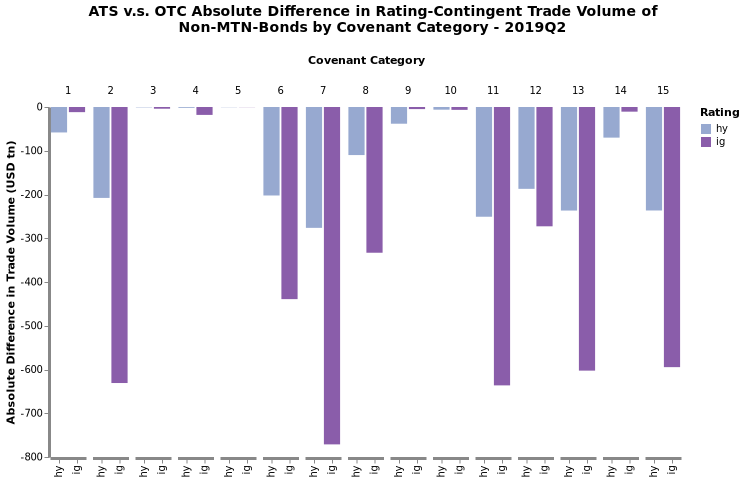 ATS v.s. OTC Absolute Difference in Rating-Contingent Trade Volume of
Non-MTN-Bonds by Covenant Category - 2019Q2
Covenant Category
1 2 3 4 5 6 7 8 9 10 11 12 13 14 15
Rating
hy
ig
Absolute Difference in Trade Volume (USD tn)
0
-100
-200
-300
-400
-500
-600
-700
-800
hy ig hy ig hy ig hy ig hy ig hy ig hy ig hy ig hy ig hy ig hy ig hy ig hy ig hy ig hy ig